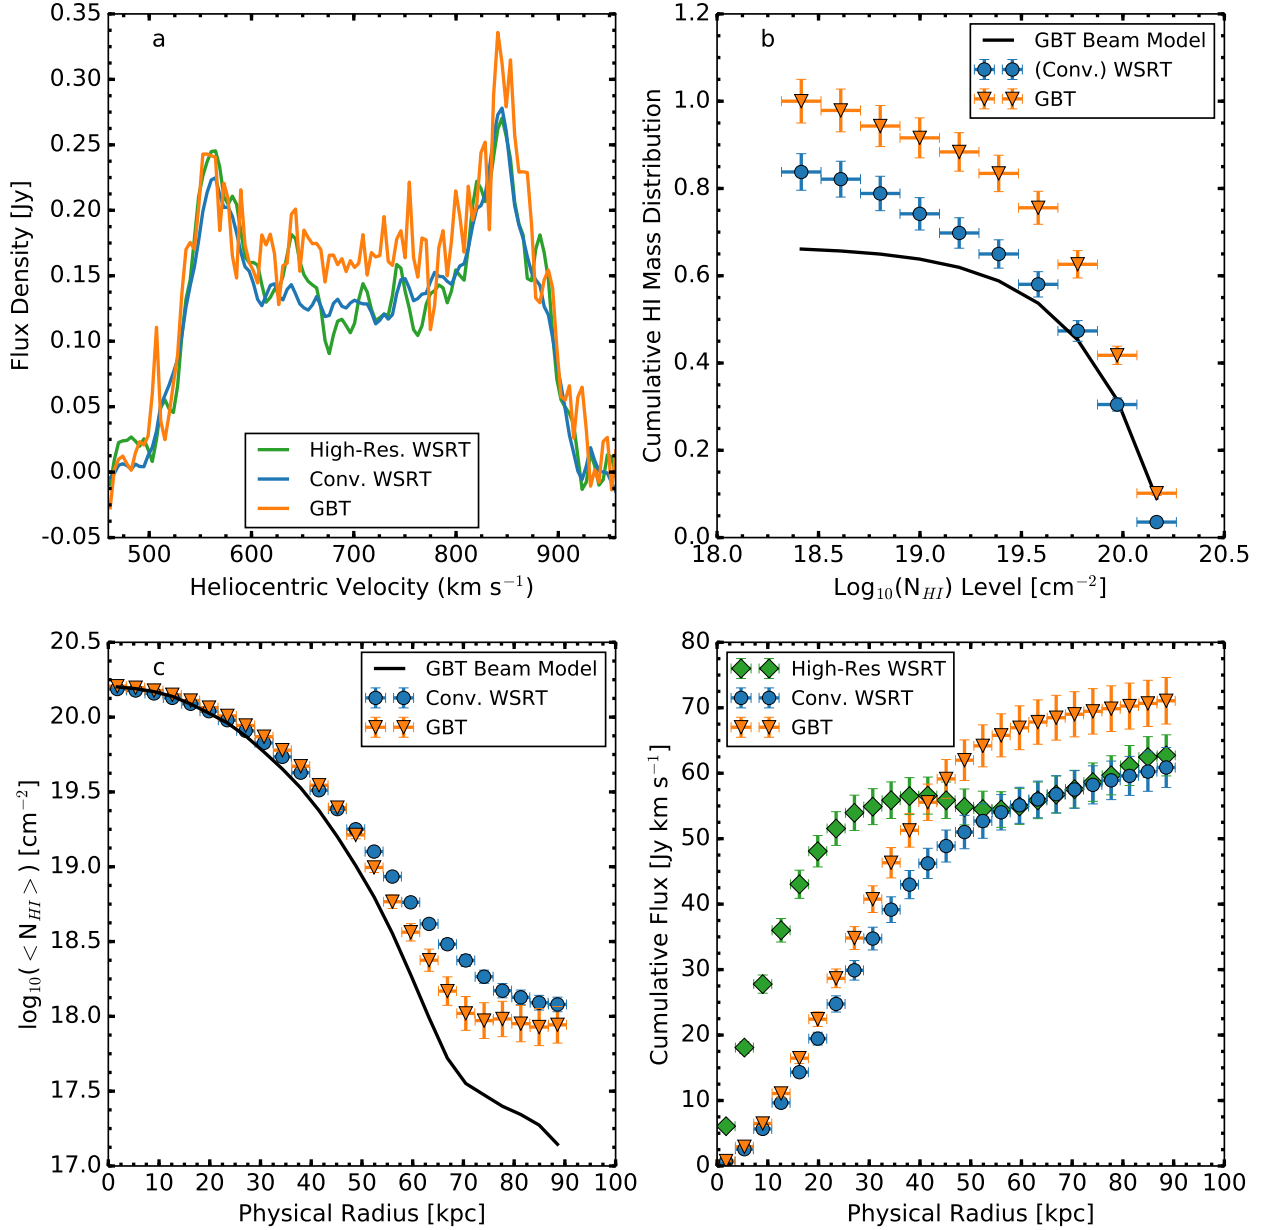 a
0.35
0.30
0.25
0.20
0.15
0.10
0.05
0.00
-0.05
Flux Density [Jy]
High-Res. WSRT
Conv. WSRT
GBT
500 600 700 800 900
Heliocentric Velocity (km s⁻¹)
b
1.2
1.0
0.8
0.6
0.4
0.2
0.0
Cumulative HI Mass Distribution
GBT Beam Model
(Conv.) WSRT
GBT
18.0 18.5 19.0 19.5 20.0 20.5
Log₁₀(N_HI) Level [cm⁻²]
c
20.5
20.0
19.5
19.0
18.5
18.0
17.5
17.0
log₁₀(< N_HI >) [cm⁻²]
GBT Beam Model
Conv. WSRT
GBT
0 10 20 30 40 50 60 70 80 90 100
Physical Radius [kpc]
80
70
60
50
40
30
20
10
0
Cumulative Flux [Jy km s⁻¹]
High-Res WSRT
Conv. WSRT
GBT
0 10 20 30 40 50 60 70 80 90 100
Physical Radius [kpc]